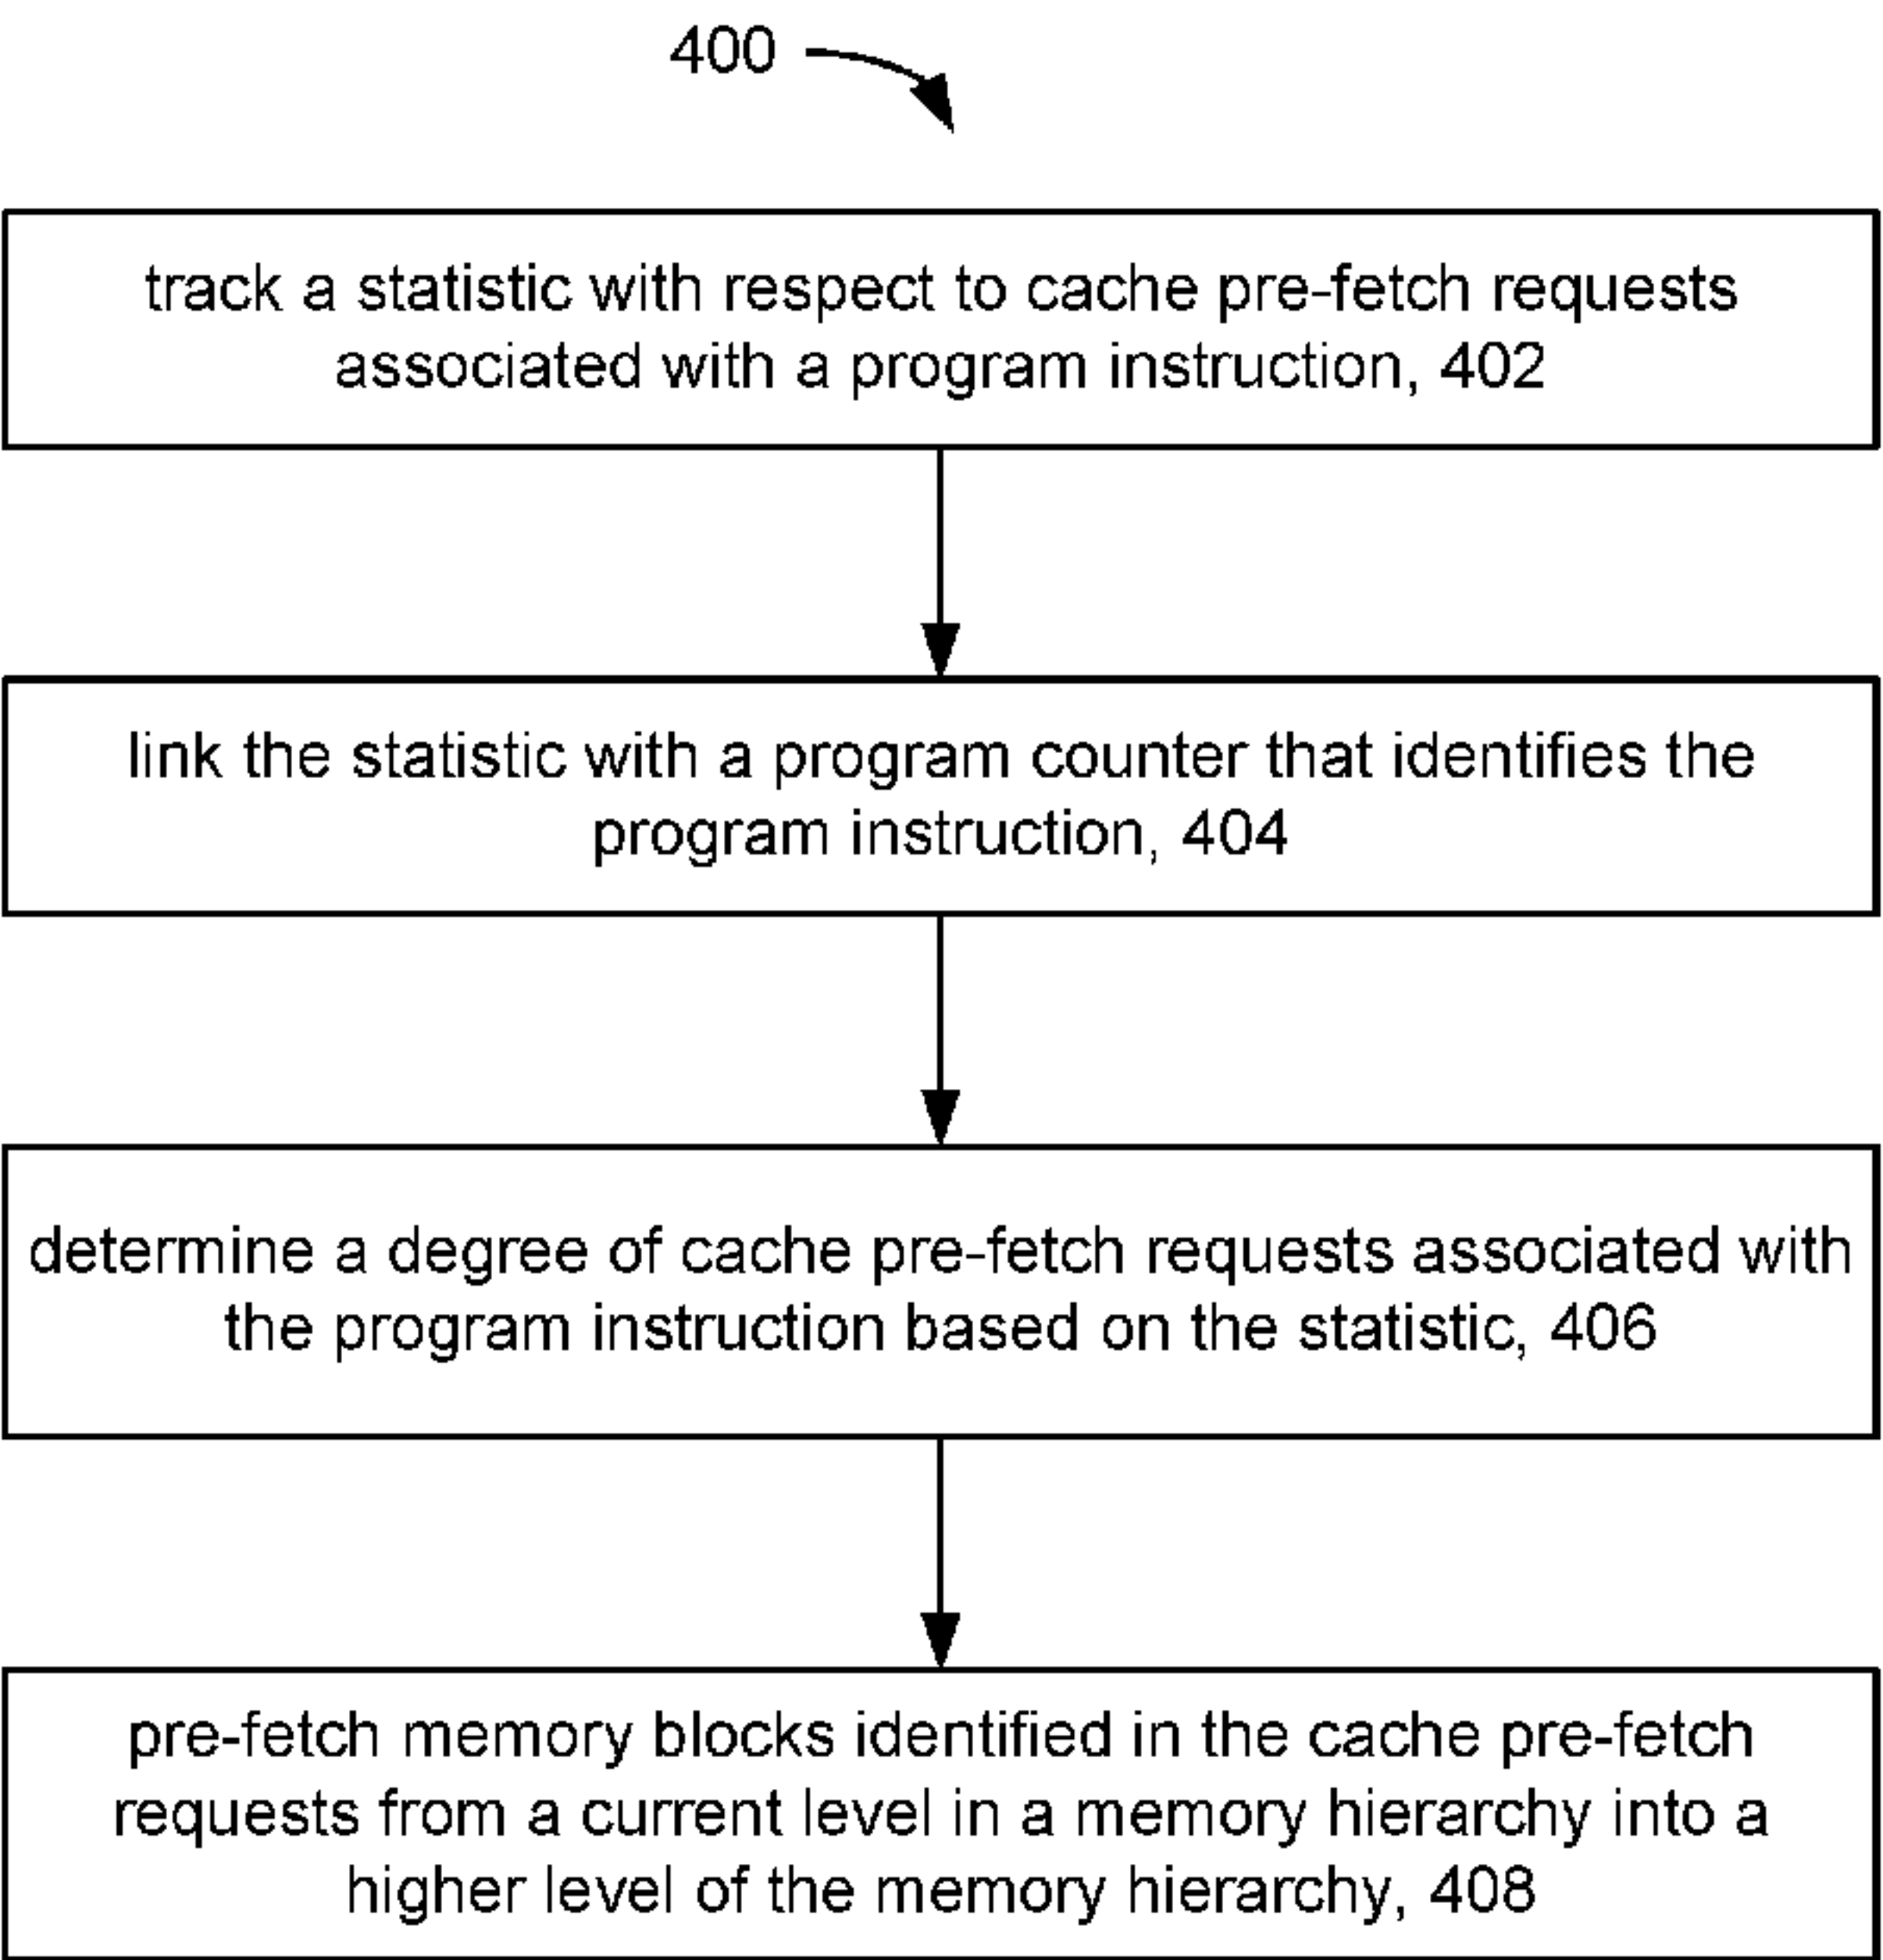 400
track a statistic with respect to cache pre-fetch requests
associated with a program instruction, 402
link the statistic with a program counter that identifies the
program instruction, 404
determine a degree of cache pre-fetch requests associated with
the program instruction based on the statistic, 406
pre-fetch memory blocks identified in the cache pre-fetch
requests from a current level in a memory hierarchy into a
higher level of the memory hierarchy, 408